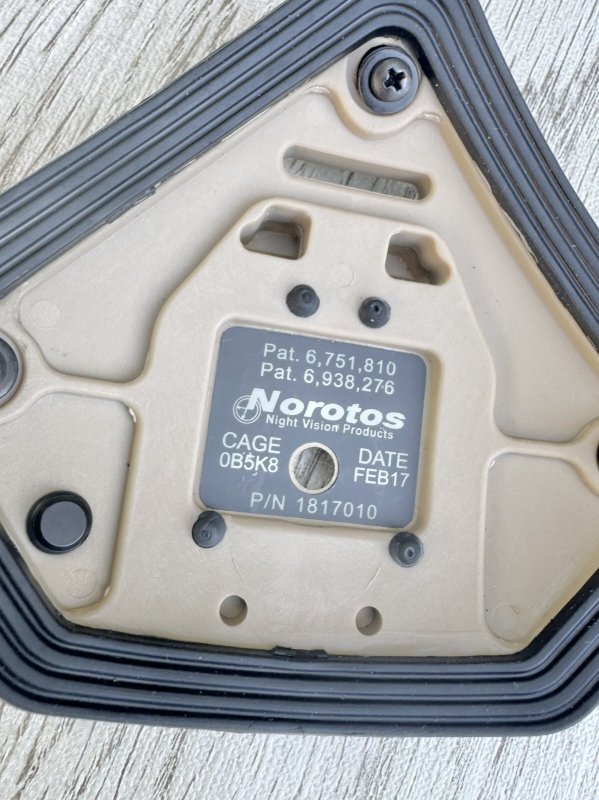 Pat. 6,751,810
Pat. 6,938,276
Norotos
Night Vision Products
CAGE
0B5K8
DATE
FEB17
P/N 1817010